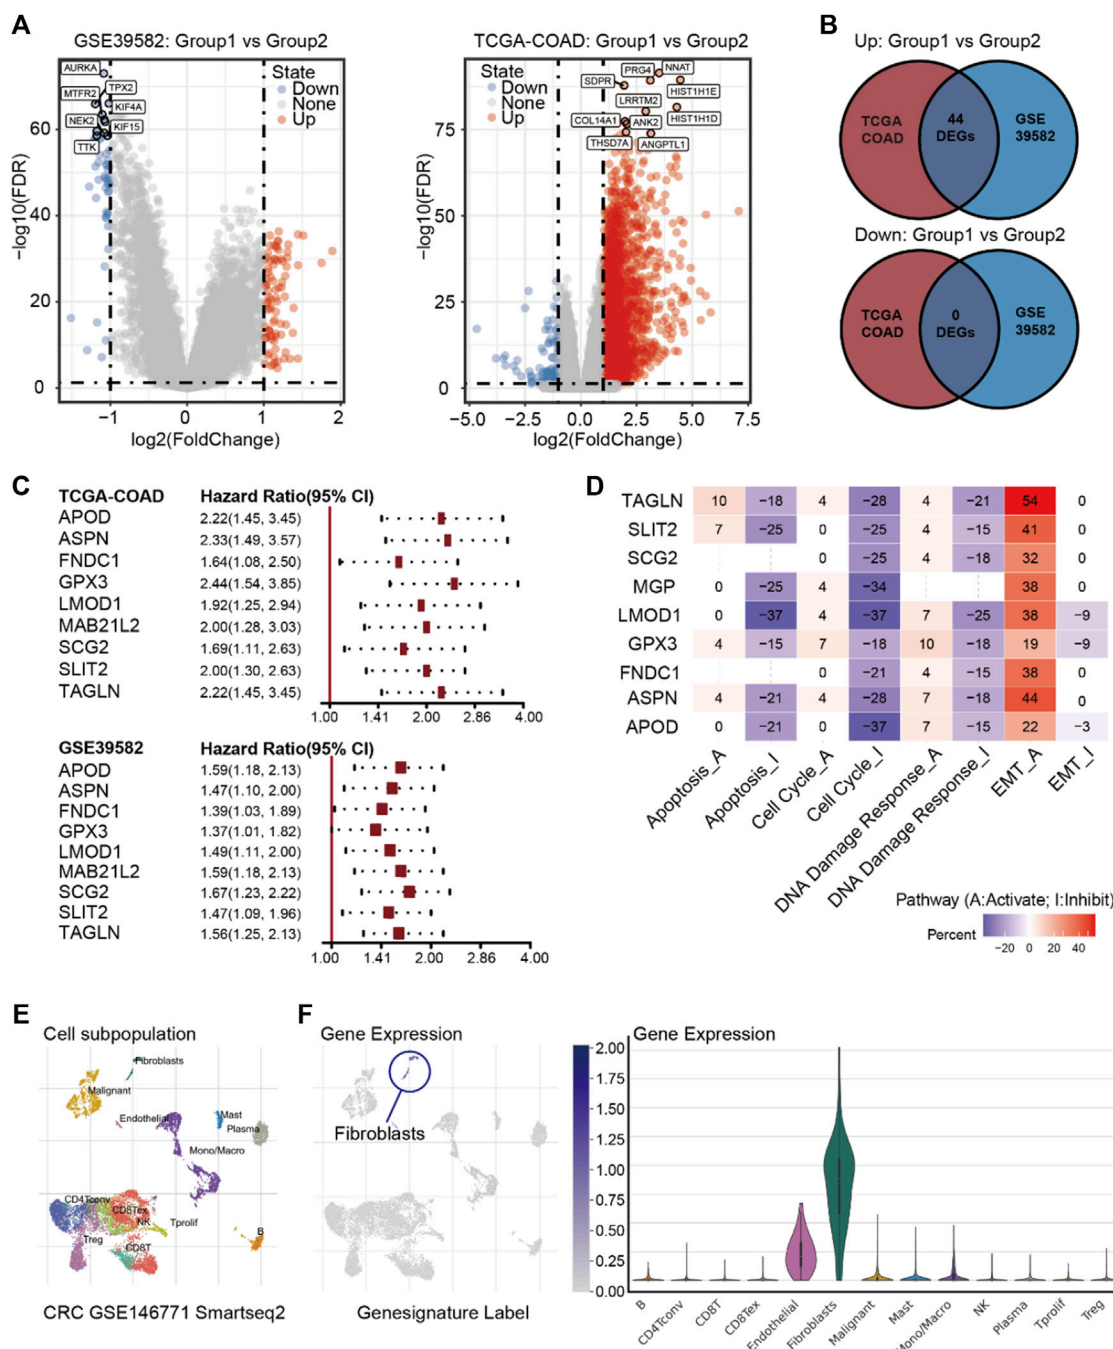 A
GSE39582: Group1 vs Group2
State
Down
None
Up
AURKA
TPX2
MTFR2
KIF4A
NEK2
KIF15
TTK
60
40
20
0
−log10(FDR)
−1
0
1
2
log2(FoldChange)
TCGA-COAD: Group1 vs Group2
State
Down
None
Up
PRG4
NNAT
SDPR
HIST1H1E
LRRTM2
HIST1H1D
COL14A1
ANK2
THSD7A
ANGPTL1
75
50
25
0
−log10(FDR)
−5.0
−2.5
0.0
2.5
5.0
7.5
log2(FoldChange)
B
Up: Group1 vs Group2
TCGA COAD
44 DEGs
GSE 39582
Down: Group1 vs Group2
TCGA COAD
0 DEGs
GSE 39582
C
TCGA-COAD Hazard Ratio(95% CI)
APOD 2.22(1.45, 3.45)
ASPN 2.33(1.49, 3.57)
FNDC1 1.64(1.08, 2.50)
GPX3 2.44(1.54, 3.85)
LMOD1 1.92(1.25, 2.94)
MAB21L2 2.00(1.28, 3.03)
SCG2 1.69(1.11, 2.63)
SLIT2 2.00(1.30, 2.63)
TAGLN 2.22(1.45, 3.45)
1.00 1.41 2.00 2.86 4.00
GSE39582 Hazard Ratio(95% CI)
APOD 1.59(1.18, 2.13)
ASPN 1.47(1.10, 2.00)
FNDC1 1.39(1.03, 1.89)
GPX3 1.37(1.01, 1.82)
LMOD1 1.49(1.11, 2.00)
MAB21L2 1.59(1.18, 2.13)
SCG2 1.67(1.23, 2.22)
SLIT2 1.47(1.09, 1.96)
TAGLN 1.56(1.25, 2.13)
1.00 1.41 2.00 2.86 4.00
D
TAGLN 10 −18 4 −28 4 −21 54 0
SLIT2 7 −25 0 −25 4 −15 41 0
SCG2 0 −25 4 −18 32 0
MGP 0 −25 4 −34 38 0
LMOD1 0 −37 4 −37 7 −25 38 −9
GPX3 4 −15 7 −18 10 −18 19 −9
FNDC1 0 −21 4 −15 38 0
ASPN 4 −21 4 −28 7 −18 44 0
APOD 0 −21 0 −37 7 −15 22 −3
Apoptosis_A
Apoptosis_I
Cell Cycle_A
Cell Cycle_I
DNA Damage Response_A
DNA Damage Response_I
EMT_A
EMT_I
Pathway (A:Activate; I:Inhibit)
Percent
−20 0 20 40
E
Cell subpopulation
Fibroblasts
Malignant
Endothelial
Mast
Plasma
Mono/Macro
CD4Tconv
CD8Tex
NK
Tprolif
Treg
CD8T
B
CRC GSE146771 Smartseq2
F
Gene Expression
Fibroblasts
Genesignature Label
2.00
1.75
1.50
1.25
1.00
0.75
0.50
0.25
0.00
Gene Expression
B
CD4Tconv
CD8T
CD8Tex
Endothelial
Fibroblasts
Malignant
Mast
Mono/Macro
NK
Plasma
Tprolif
Treg